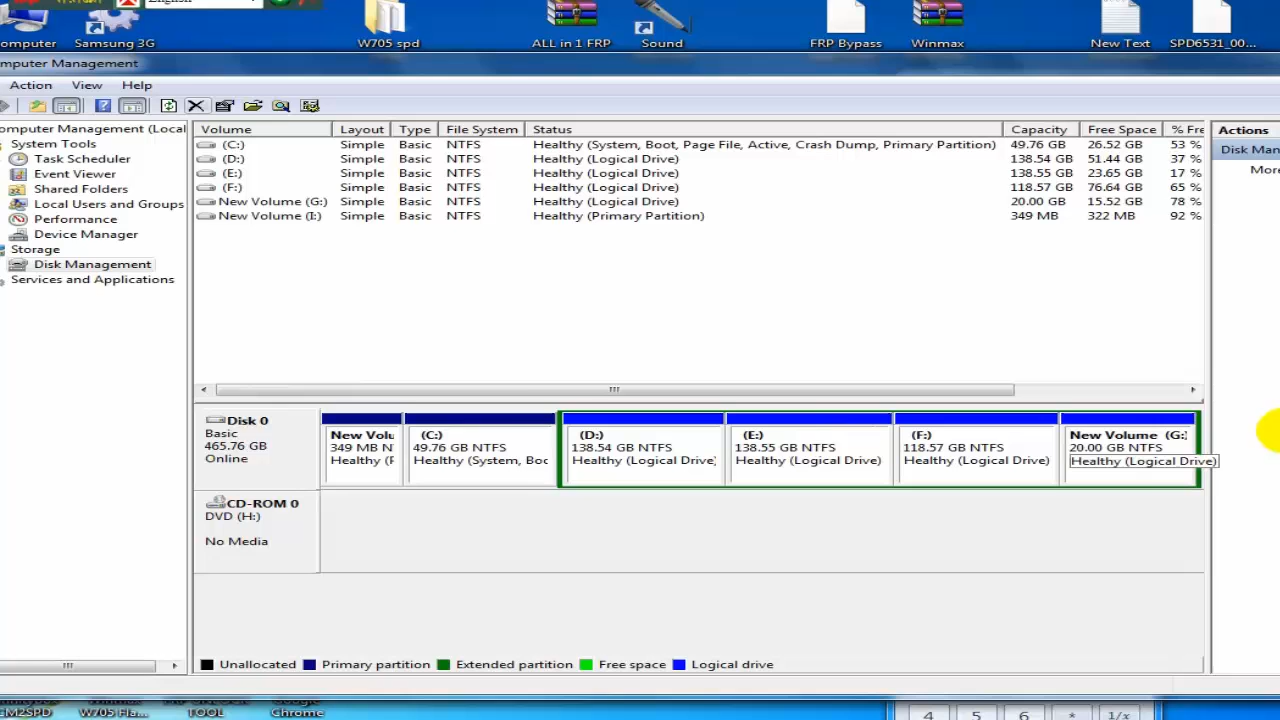 English
omputer Samsung 3G W705 spd ALL in 1 FRP Sound FRP Bypass Winmax New Text SPD6531_00...
mputer Management
Action View Help
omputer Management (Local
System Tools
Task Scheduler
Event Viewer
Shared Folders
Local Users and Groups
Performance
Device Manager
Storage
Disk Management
Services and Applications
Volume Layout Type File System Status Capacity Free Space % Fre
(C:) Simple Basic NTFS Healthy (System, Boot, Page File, Active, Crash Dump, Primary Partition) 49.76 GB 26.52 GB 53 %
(D:) Simple Basic NTFS Healthy (Logical Drive) 138.54 GB 51.44 GB 37 %
(E:) Simple Basic NTFS Healthy (Logical Drive) 138.55 GB 23.65 GB 17 %
(F:) Simple Basic NTFS Healthy (Logical Drive) 118.57 GB 76.64 GB 65 %
New Volume (G:) Simple Basic NTFS Healthy (Logical Drive) 20.00 GB 15.52 GB 78 %
New Volume (I:) Simple Basic NTFS Healthy (Primary Partition) 349 MB 322 MB 92 %
Actions
Disk Man
More
Disk 0
Basic
465.76 GB
Online
New Volu
349 MB N
Healthy (F
(C:)
49.76 GB NTFS
Healthy (System, Boc
(D:)
138.54 GB NTFS
Healthy (Logical Drive)
(E:)
138.55 GB NTFS
Healthy (Logical Drive)
(F:)
118.57 GB NTFS
Healthy (Logical Drive)
New Volume (G:
20.00 GB NTFS
Healthy (Logical Drive)
CD-ROM 0
DVD (H:)
No Media
Unallocated Primary partition Extended partition Free space Logical drive
CM2SPD W705 Fla... TOOL Chrome
4 5 6 * 1/x